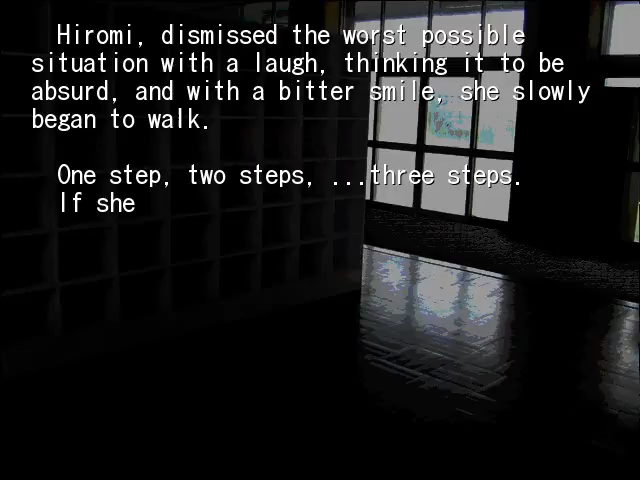 Hiromi, dismissed the worst possible
situation with a laugh, thinking it to be
absurd, and with a bitter smile, she slowly
began to walk.
One step, two steps, ...three steps.
If she